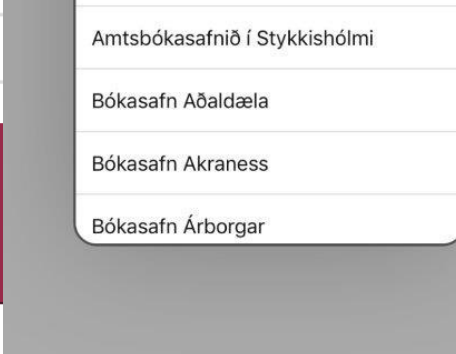 Amtsbókasafnið í Stykkishólmi
Bókasafn Aðaldæla
Bókasafn Akraness
Bókasafn Árborgar